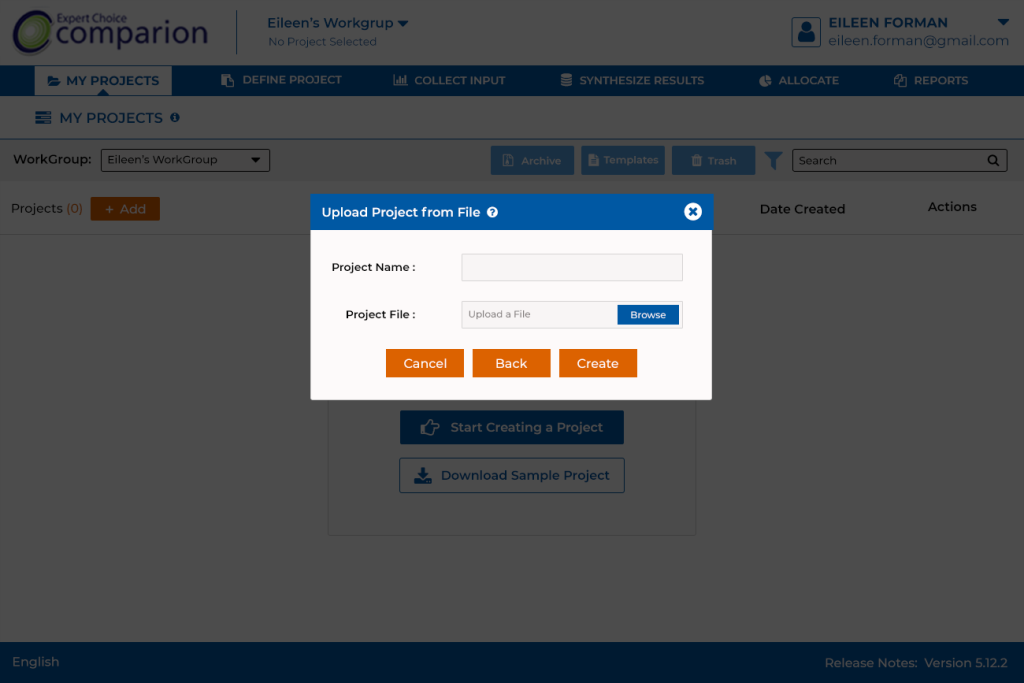 Expert Choice
comparion
Eileen's Workgrup
No Project Selected
EILEEN FORMAN
eileen.forman@gmail.com
MY PROJECTS
DEFINE PROJECT
COLLECT INPUT
SYNTHESIZE RESULTS
ALLOCATE
REPORTS
MY PROJECTS
WorkGroup:
Eileen's WorkGroup
Archive
Templates
Trash
Search
Projects (0)
+ Add
Date Created
Actions
Upload Project from File
Project Name :
Project File :
Upload a File
Browse
Cancel
Back
Create
Start Creating a Project
Download Sample Project
English
Release Notes: Version 5.12.2